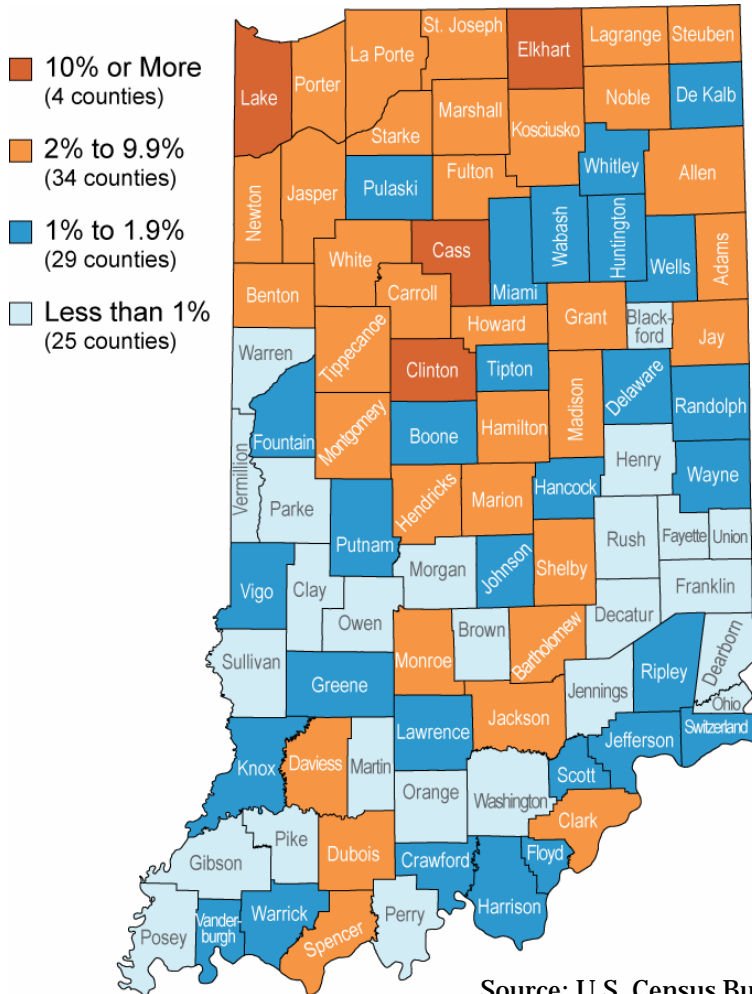 10% or More
(4 counties)
2% to 9.9%
(34 counties)
1% to 1.9%
(29 counties)
Less than 1%
(25 counties)
Lake
Porter
La Porte
St. Joseph
Elkhart
Lagrange
Steuben
Noble
De Kalb
Starke
Marshall
Kosciusko
Whitley
Allen
Newton
Jasper
Pulaski
Fulton
Wabash
Huntington
Wells
Adams
White
Cass
Miami
Benton
Carroll
Howard
Grant
Black-
ford
Jay
Warren
Tippecanoe
Clinton
Tipton
Madison
Delaware
Randolph
Fountain
Montgomery
Boone
Hamilton
Henry
Wayne
Vermillion
Parke
Putnam
Hendricks
Marion
Hancock
Rush
Fayette
Union
Vigo
Clay
Owen
Morgan
Johnson
Shelby
Decatur
Franklin
Sullivan
Greene
Monroe
Brown
Bartholomew
Jennings
Ripley
Dearborn
Ohio
Knox
Daviess
Martin
Lawrence
Jackson
Scott
Jefferson
Switzerland
Orange
Washington
Clark
Gibson
Pike
Dubois
Crawford
Floyd
Harrison
Posey
Vander-
burgh
Warrick
Spencer
Perry
Source: U.S. Census Bu